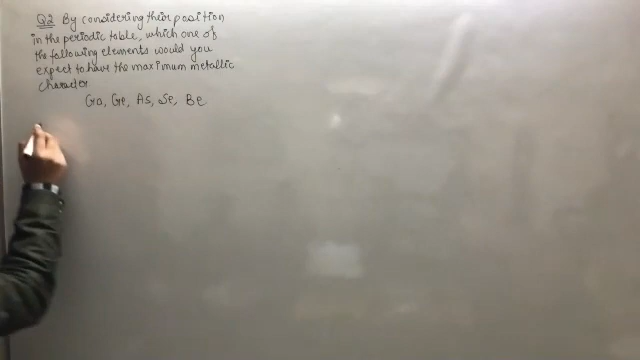 Q2 By considering their position
in the periodic table, which one of
the following elements would you
expect to have the maximum metallic
character
Ga, Ge, As, Se, Be